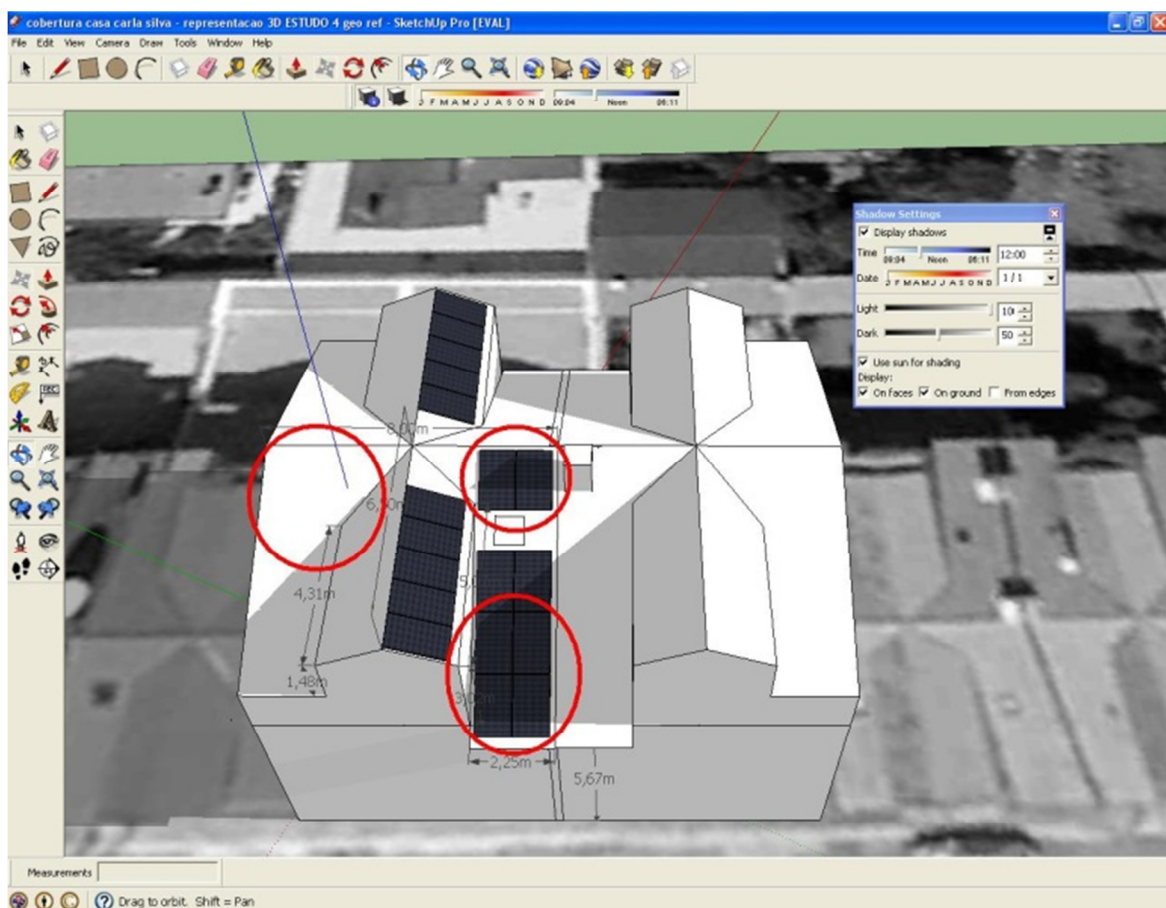 cobertura casa carla silva - representacao 3D ESTUDO 4 geo ref - SketchUp Pro [EVAL]
File Edit View Camera Draw Tools Window Help
J F M A M J J A S O N D 09:04 Noon 06:11
Shadow Settings
Display shadows
Time 09:04 Noon 06:11 12:00
Date J F M A M J J A S O N D 1 / 1
Light 10
Dark 50
Use sun for shading
Display:
On faces On ground From edges
8,00m
6,50m
4,31m
1,48m
2,25m
5,67m
Measurements
Drag to orbit. Shift = Pan